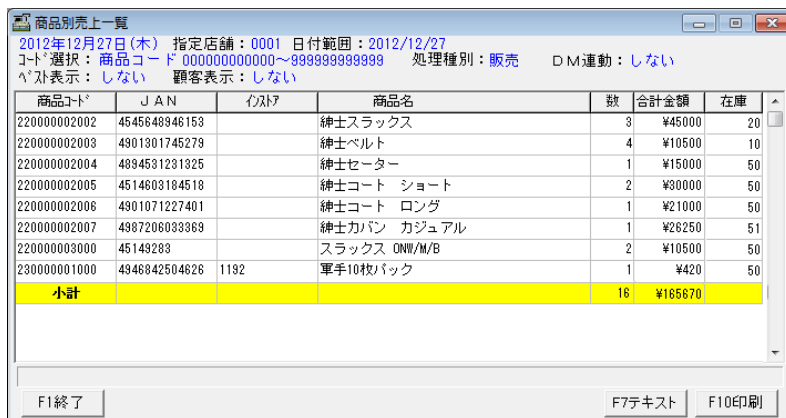 商品別売上一覧
2012年12月27日(木) 指定店舗：0001 日付範囲：2012/12/27
ｺｰﾄﾞ選択：商品コード 000000000000～999999999999 処理種別：販売 ＤＭ連動：しない
ﾍﾞｽﾄ表示：しない 顧客表示：しない
商品ｺｰﾄﾞ ＪＡＮ ｲﾝｽﾄｱ 商品名 数 合計金額 在庫
220000002002 4545648946153 紳士スラックス 3 ¥45000 20
220000002003 4901301745279 紳士ベルト 4 ¥10500 10
220000002004 4894531231325 紳士セーター 1 ¥15000 50
220000002005 4514603184518 紳士コート　ショート 2 ¥30000 50
220000002006 4901071227401 紳士コート　ロング 1 ¥21000 50
220000002007 4987206033369 紳士カバン　カジュアル 1 ¥26250 51
220000003000 45149283 スラックス ONW/M/B 2 ¥10500 50
230000001000 4946842504626 1192 軍手10枚パック 1 ¥420 50
小計 16 ¥165670
F1終了 F7テキスト F10印刷